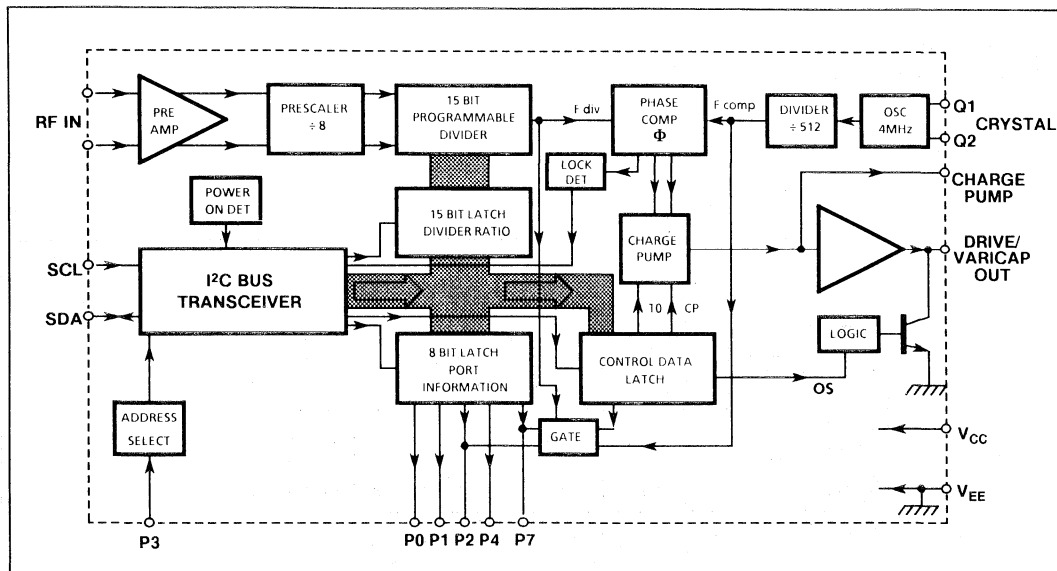 RF IN
PRE
AMP
PRESCALER
÷ 8
15 BIT
PROGRAMMABLE
DIVIDER
F div
PHASE
COMP
Φ
F comp
DIVIDER
÷ 512
OSC
4MHz
Q1
CRYSTAL
Q2
LOCK
DET
CHARGE
PUMP
POWER
ON DET
15 BIT LATCH
DIVIDER RATIO
CHARGE
PUMP
DRIVE/
VARICAP
OUT
SCL
SDA
I²C BUS
TRANSCEIVER
10
CP
LOGIC
8 BIT LATCH
PORT
INFORMATION
CONTROL DATA
LATCH
OS
ADDRESS
SELECT
GATE
VCC
VEE
P3
P0
P1
P2
P4
P7